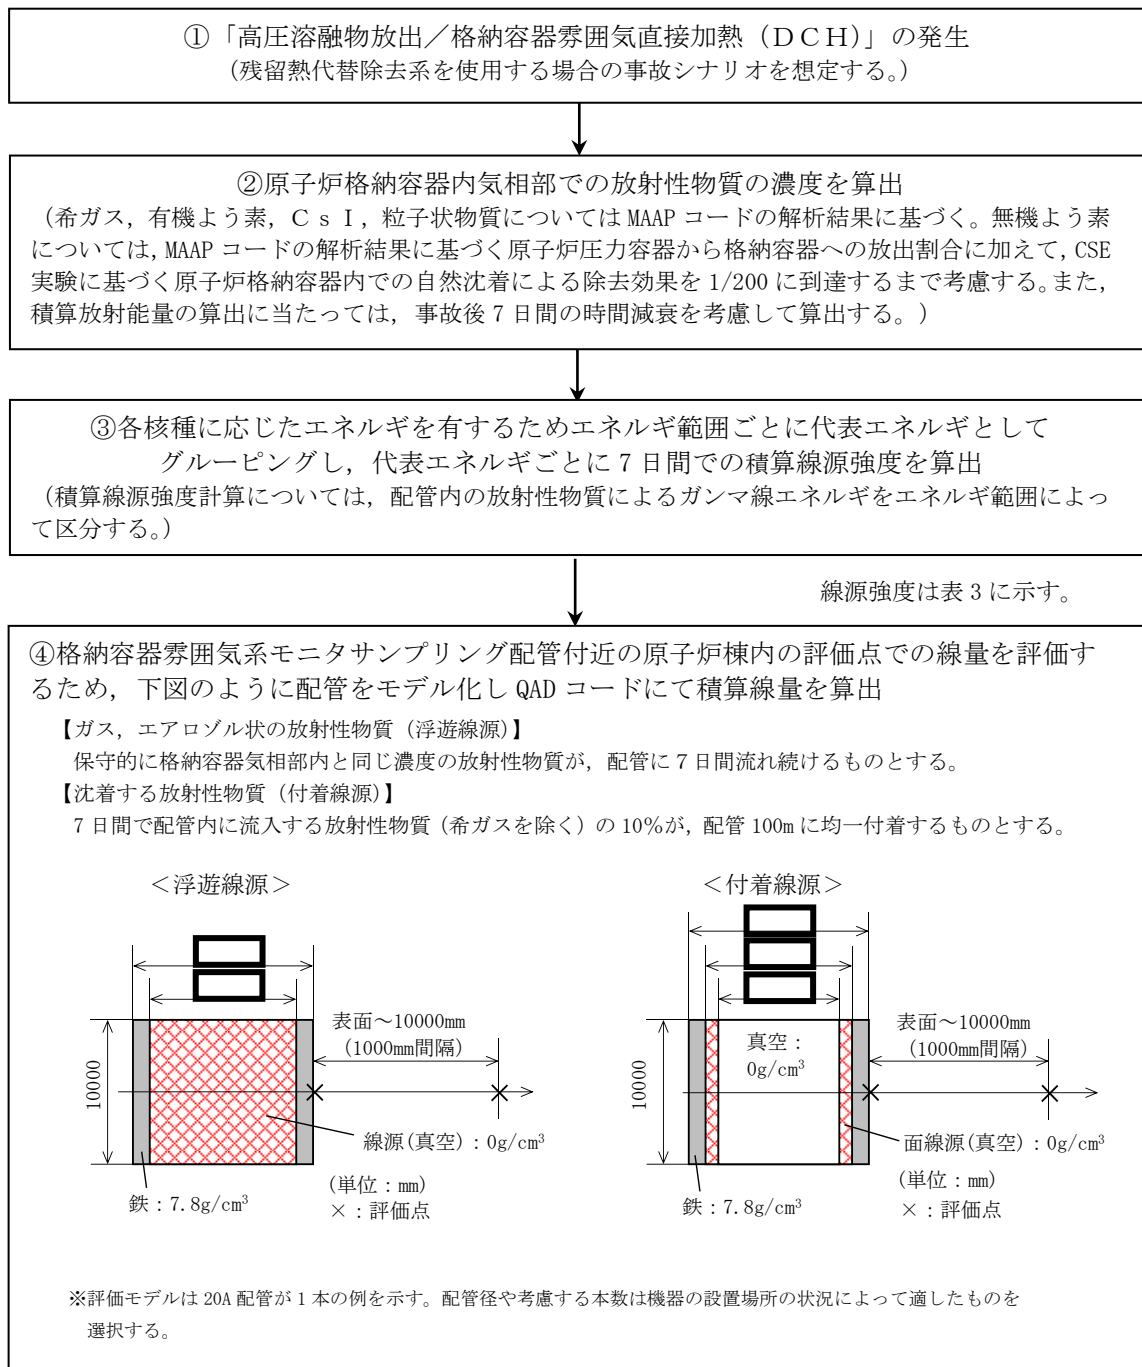 ①「高圧溶融物放出／格納容器雰囲気直接加熱（ＤＣＨ）」の発生
（残留熱代替除去系を使用する場合の事故シナリオを想定する。）
②原子炉格納容器内気相部での放射性物質の濃度を算出
（希ガス，有機よう素，ＣｓＩ，粒子状物質については MAAP コードの解析結果に基づく。無機よう素
については，MAAP コードの解析結果に基づく原子炉圧力容器から格納容器への放出割合に加えて，CSE
実験に基づく原子炉格納容器内での自然沈着による除去効果を 1/200 に到達するまで考慮する。また，
積算放射能量の算出に当たっては，事故後７日間の時間減衰を考慮して算出する。）
③各核種に応じたエネルギを有するためエネルギ範囲ごとに代表エネルギとして
グルーピングし，代表エネルギごとに７日間での積算線源強度を算出
（積算線源強度計算については，配管内の放射性物質によるガンマ線エネルギをエネルギ範囲によっ
て区分する。）
線源強度は表３に示す。
④格納容器雰囲気系モニタサンプリング配管付近の原子炉棟内の評価点での線量を評価す
るため，下図のように配管をモデル化し QAD コードにて積算線量を算出
【ガス，エアロゾル状の放射性物質（浮遊線源）】
保守的に格納容器気相部内と同じ濃度の放射性物質が，配管に７日間流れ続けるものとする。
【沈着する放射性物質（付着線源）】
７日間で配管内に流入する放射性物質（希ガスを除く）の 10％が，配管 100m に均一付着するものとする。
＜浮遊線源＞
10000
表面～10000mm
(1000mm間隔)
線源(真空)：0g/cm³
鉄：7.8g/cm³
(単位：mm)
×：評価点
＜付着線源＞
10000
真空：
0g/cm³
表面～10000mm
(1000mm間隔)
面線源(真空)：0g/cm³
鉄：7.8g/cm³
(単位：mm)
×：評価点
※評価モデルは 20A 配管が１本の例を示す。配管径や考慮する本数は機器の設置場所の状況によって適したものを
選択する。